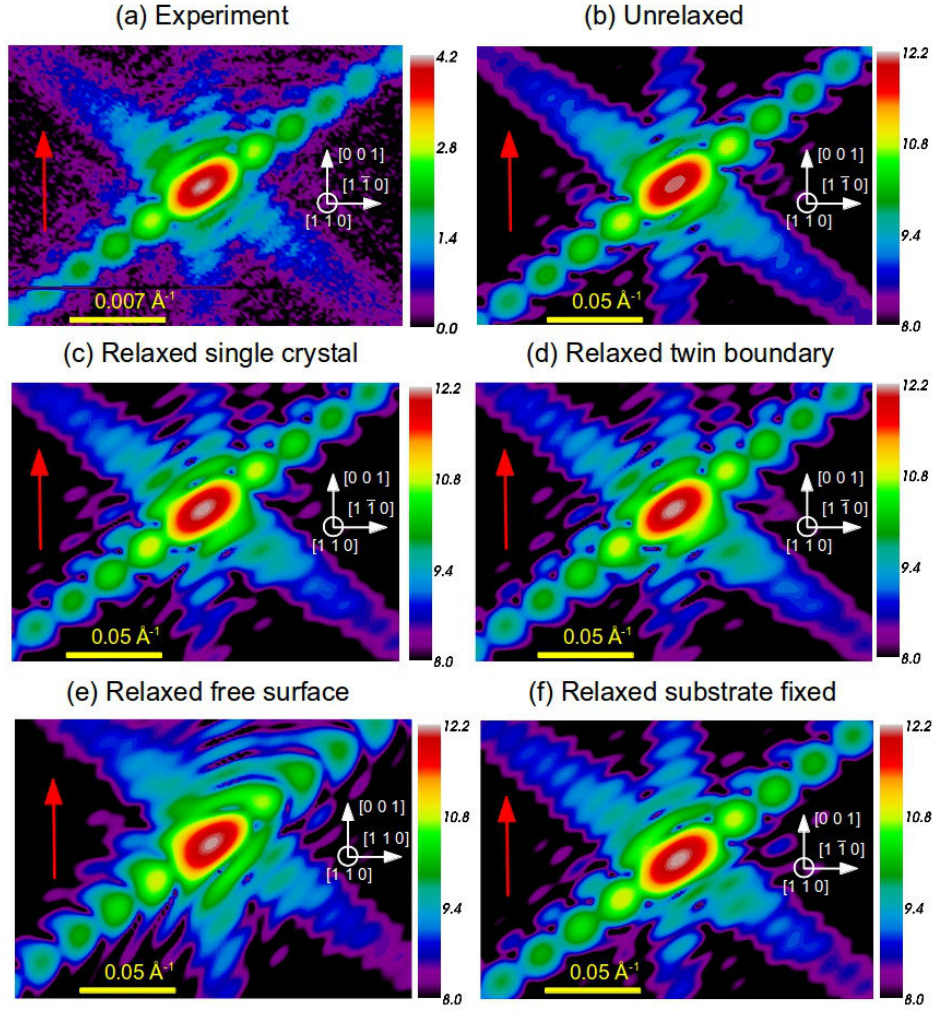 (a) Experiment
4.2
2.8
1.4
0.0
[0 0 1]
[1 1̅ 0]
[1 1 0]
0.007 Å⁻¹
(b) Unrelaxed
12.2
10.8
9.4
8.0
[0 0 1]
[1 1̅ 0]
[1 1 0]
0.05 Å⁻¹
(c) Relaxed single crystal
12.2
10.8
9.4
8.0
[0 0 1]
[1 1̅ 0]
[1 1 0]
0.05 Å⁻¹
(d) Relaxed twin boundary
12.2
10.8
9.4
8.0
[0 0 1]
[1 1̅ 0]
[1 1 0]
0.05 Å⁻¹
(e) Relaxed free surface
12.2
10.8
9.4
8.0
[0 0 1]
[1 1 0]
[1 1 0]
0.05 Å⁻¹
(f) Relaxed substrate fixed
12.2
10.8
9.4
8.0
[0 0 1]
[1 1̅ 0]
[1 1 0]
0.05 Å⁻¹